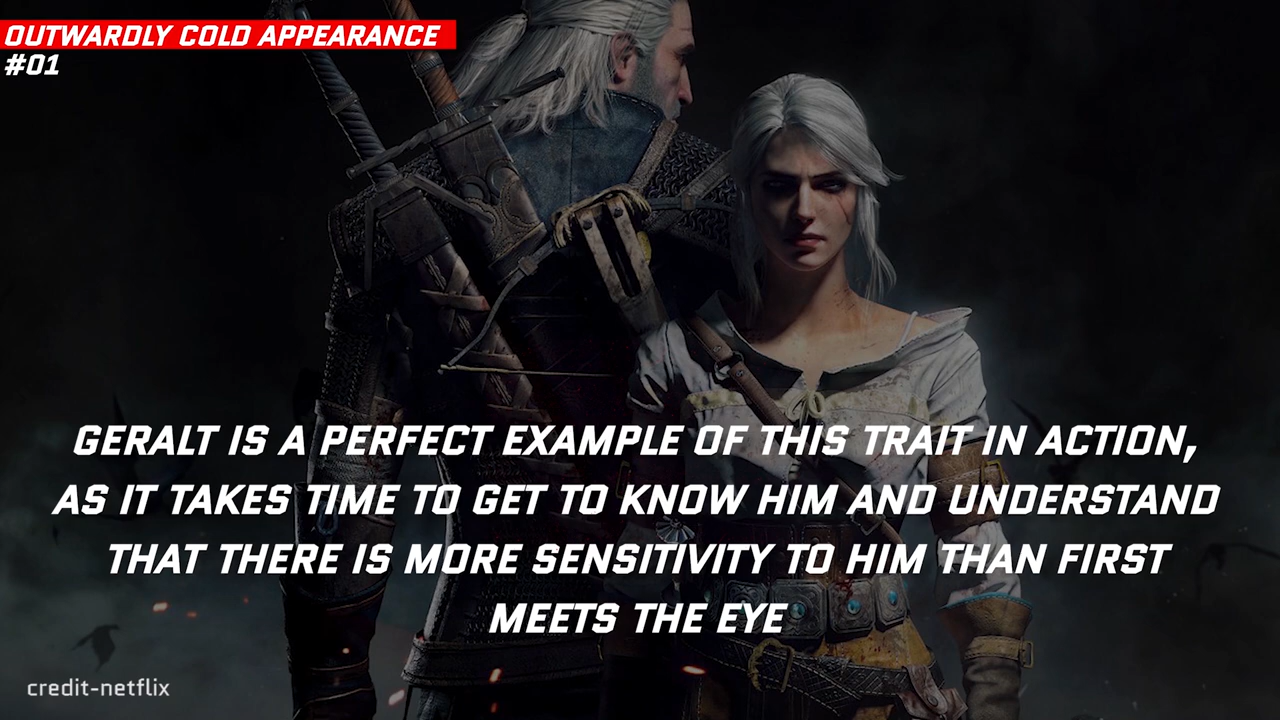 OUTWARDLY COLD APPEARANCE
#01
GERALT IS A PERFECT EXAMPLE OF THIS TRAIT IN ACTION,
AS IT TAKES TIME TO GET TO KNOW HIM AND UNDERSTAND
THAT THERE IS MORE SENSITIVITY TO HIM THAN FIRST
MEETS THE EYE
credit-netflix